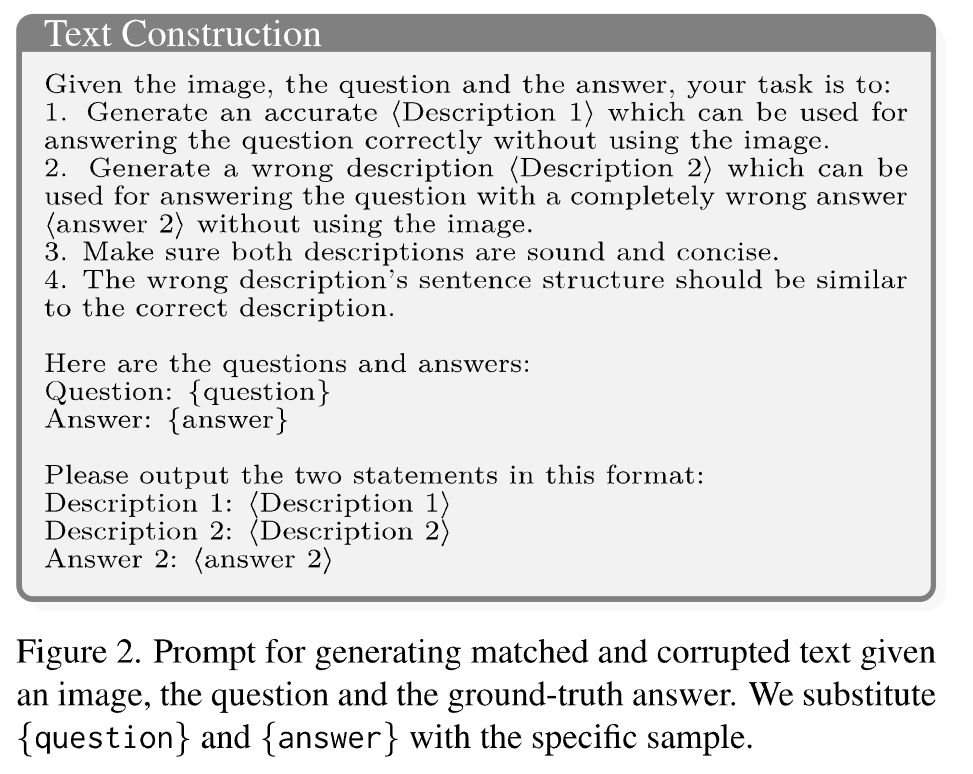 Text Construction
Given the image, the question and the answer, your task is to:
1. Generate an accurate ⟨Description 1⟩ which can be used for
answering the question correctly without using the image.
2. Generate a wrong description ⟨Description 2⟩ which can be
used for answering the question with a completely wrong answer
⟨answer 2⟩ without using the image.
3. Make sure both descriptions are sound and concise.
4. The wrong description's sentence structure should be similar
to the correct description.
Here are the questions and answers:
Question: {question}
Answer: {answer}
Please output the two statements in this format:
Description 1: ⟨Description 1⟩
Description 2: ⟨Description 2⟩
Answer 2: ⟨answer 2⟩
Figure 2. Prompt for generating matched and corrupted text given
an image, the question and the ground-truth answer. We substitute
{question} and {answer} with the specific sample.